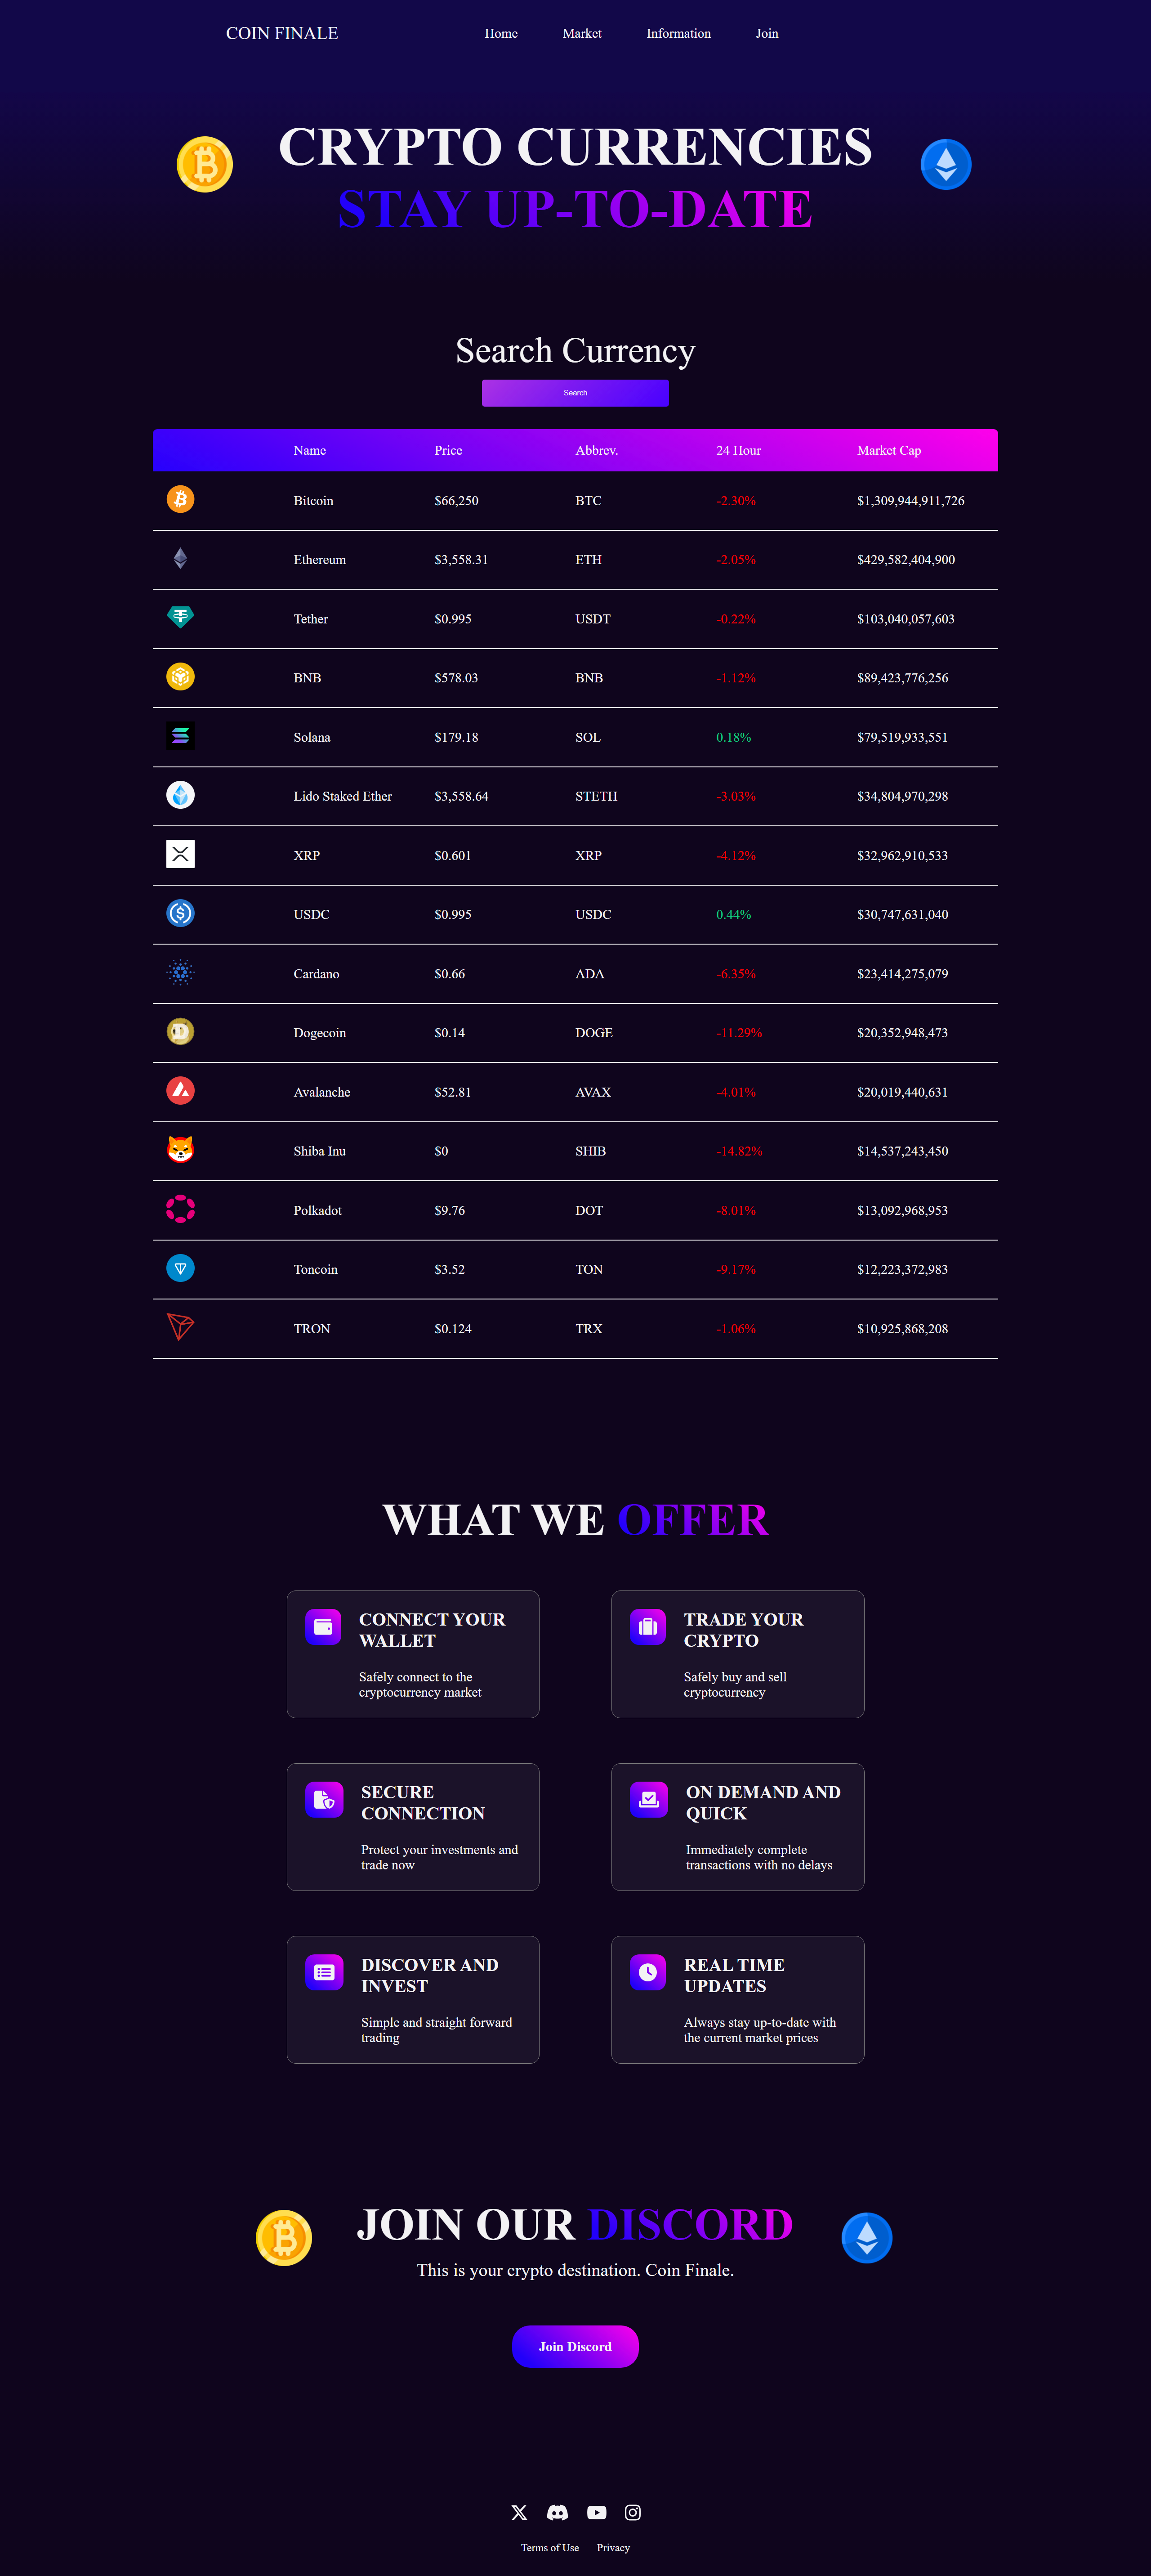 COIN FINALE Home Market Information Join
CRYPTO CURRENCIES
STAY UP-TO-DATE
Search Currency
Search
Name Price Abbrev. 24 Hour Market Cap
Bitcoin $66,250 BTC -2.30% $1,309,944,911,726
Ethereum $3,558.31 ETH -2.05% $429,582,404,900
Tether $0.995 USDT -0.22% $103,040,057,603
BNB $578.03 BNB -1.12% $89,423,776,256
Solana $179.18 SOL 0.18% $79,519,933,551
Lido Staked Ether $3,558.64 STETH -3.03% $34,804,970,298
XRP $0.601 XRP -4.12% $32,962,910,533
USDC $0.995 USDC 0.44% $30,747,631,040
Cardano $0.66 ADA -6.35% $23,414,275,079
Dogecoin $0.14 DOGE -11.29% $20,352,948,473
Avalanche $52.81 AVAX -4.01% $20,019,440,631
Shiba Inu $0 SHIB -14.82% $14,537,243,450
Polkadot $9.76 DOT -8.01% $13,092,968,953
Toncoin $3.52 TON -9.17% $12,223,372,983
TRON $0.124 TRX -1.06% $10,925,868,208
WHAT WE OFFER
CONNECT YOUR
WALLET
Safely connect to the
cryptocurrency market
TRADE YOUR
CRYPTO
Safely buy and sell
cryptocurrency
SECURE
CONNECTION
Protect your investments and
trade now
ON DEMAND AND
QUICK
Immediately complete
transactions with no delays
DISCOVER AND
INVEST
Simple and straight forward
trading
REAL TIME
UPDATES
Always stay up-to-date with
the current market prices
JOIN OUR DISCORD
This is your crypto destination. Coin Finale.
Join Discord
Terms of Use Privacy